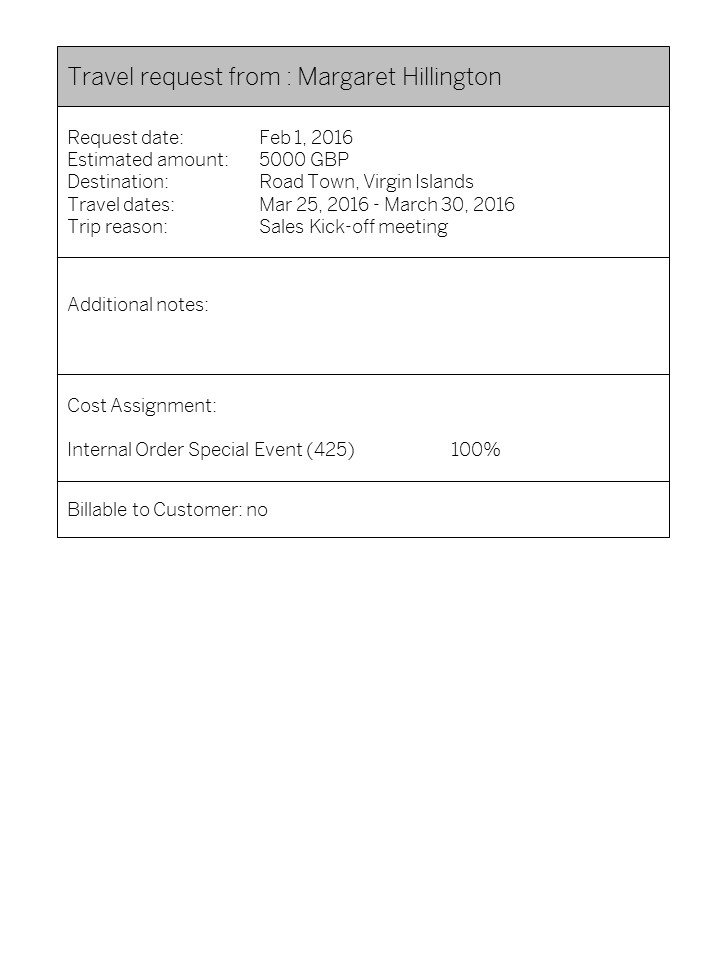 Travel request from : Margaret Hillington
Request date: Feb 1, 2016
Estimated amount: 5000 GBP
Destination: Road Town, Virgin Islands
Travel dates: Mar 25, 2016 - March 30, 2016
Trip reason: Sales Kick-off meeting
Additional notes:
Cost Assignment:
Internal Order Special Event (425) 100%
Billable to Customer: no